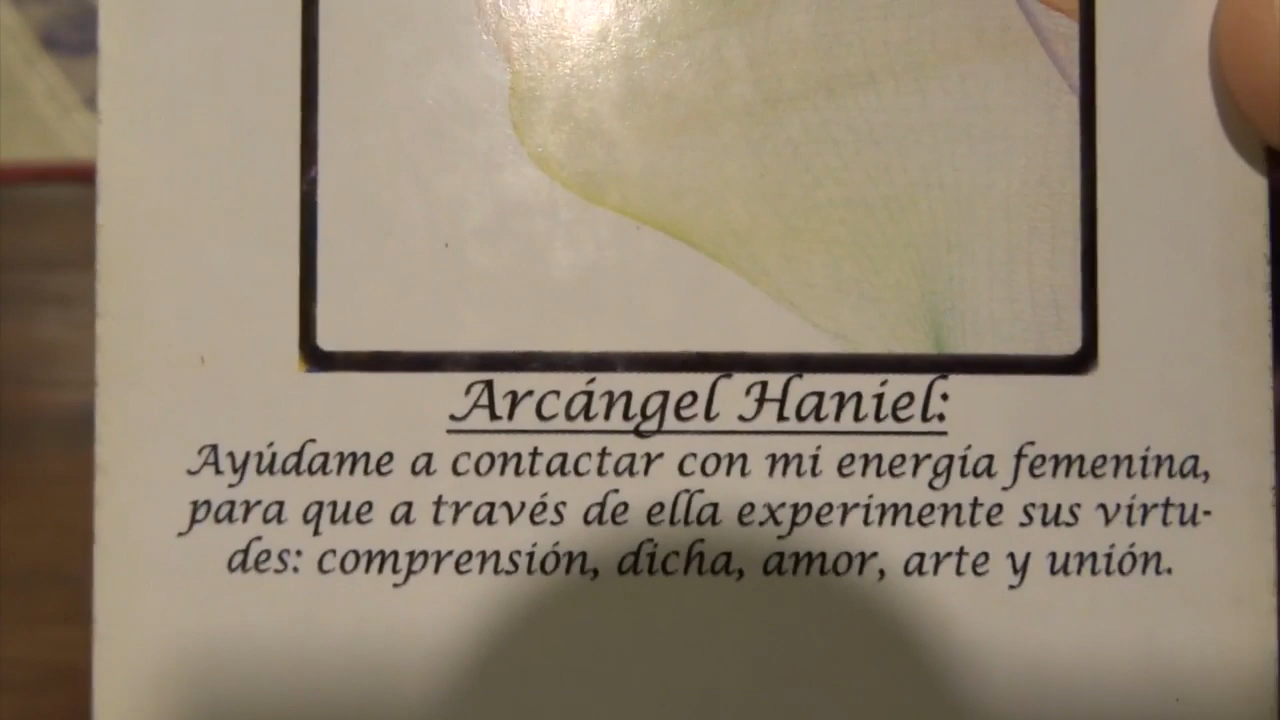 Arcángel Haniel:
Ayúdame a contactar con mi energía femenina,
para que a través de ella experimente sus virtu-
des: comprensión, dicha, amor, arte y unión.